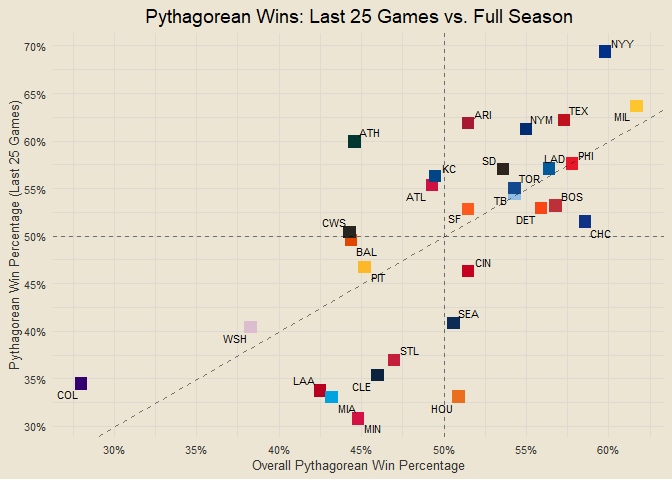 Pythagorean Wins: Last 25 Games vs. Full Season
70%
65%
60%
55%
50%
45%
40%
35%
30%
Pythagorean Win Percentage (Last 25 Games)
NYY
MIL
TEX
ARI
NYM
ATH
SD
LAD
PHI
KC
ATL
TOR
TB
BOS
SF
DET
CHC
CWS
BAL
CIN
PIT
SEA
WSH
STL
LAA
CLE
COL
MIA
HOU
MIN
30%
35%
40%
45%
50%
55%
60%
Overall Pythagorean Win Percentage